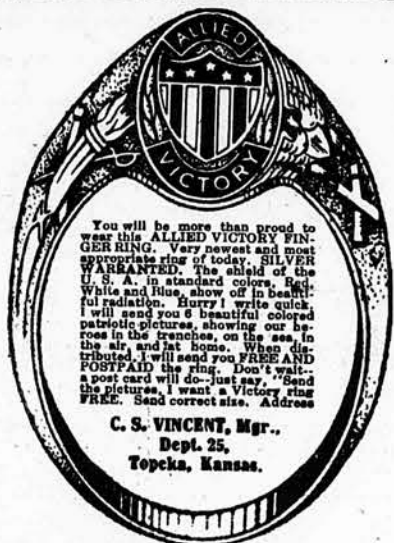 ALLIED
VICTORY
You will be more than proud to
wear this ALLIED VICTORY FIN-
GER RING. Very newest and most
appropriate ring of today. SILVER
WARRANTED. The shield of the
U. S. A. in standard colors, Red,
White and Blue, show off in beauti-
ful radiation. Hurry I write quick.
I will send you 6 beautiful colored
patriotic pictures, showing our he-
roes in the trenches, on the sea, in
the air, and at home. When dis-
tributed, I will send you FREE AND
POSTPAID the ring. Don't wait--
a post card will do--just say, "Send
the pictures, I want a Victory ring
FREE. Send correct size. Address
C. S. VINCENT, Mgr.,
Dept. 25,
Topeka, Kansas.